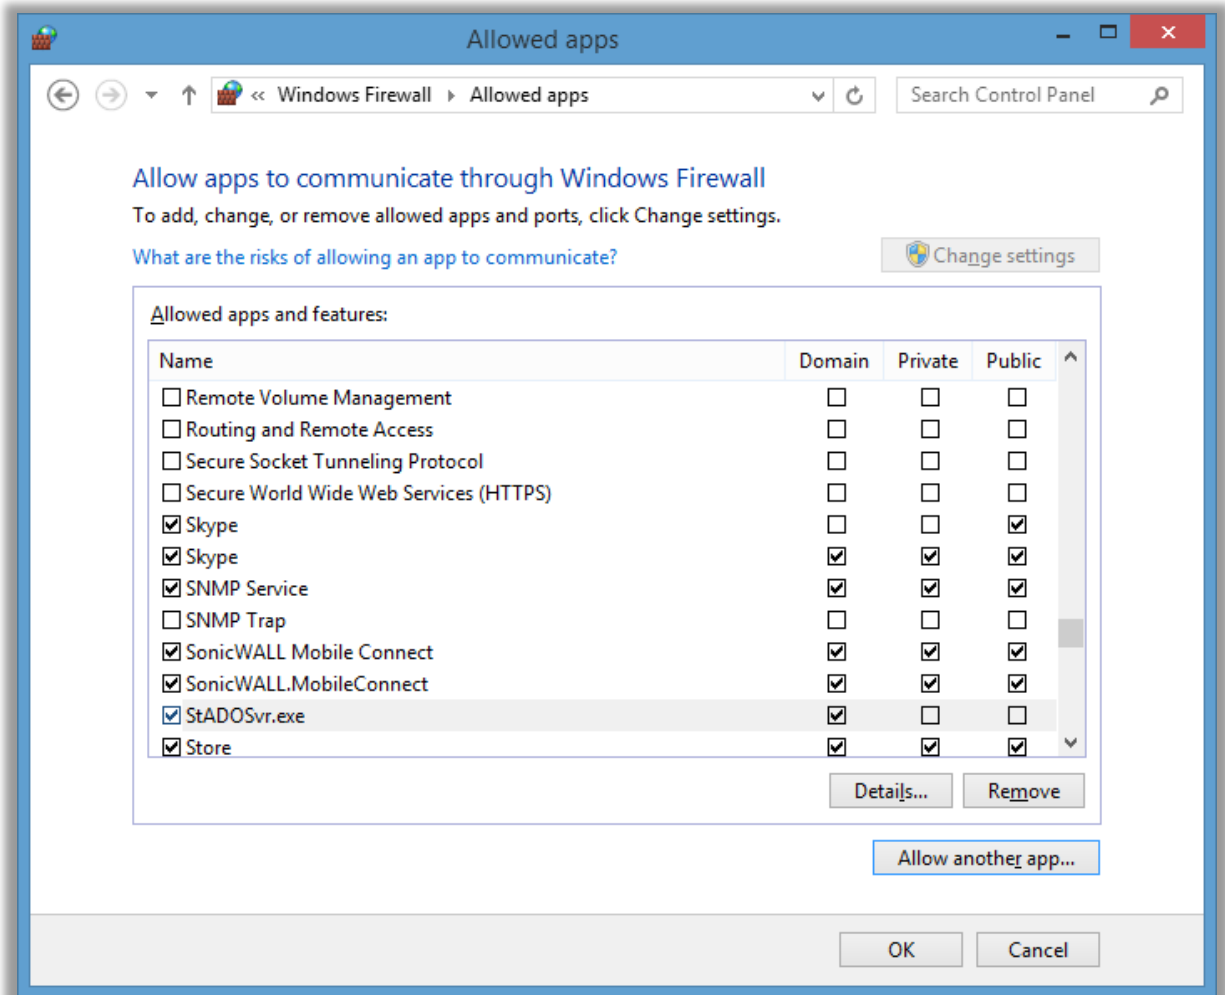 Allowed apps
« Windows Firewall Allowed apps Search Control Panel
Allow apps to communicate through Windows Firewall
To add, change, or remove allowed apps and ports, click Change settings.
What are the risks of allowing an app to communicate? Change settings
Allowed apps and features:
Name Domain Private Public
Remote Volume Management
Routing and Remote Access
Secure Socket Tunneling Protocol
Secure World Wide Web Services (HTTPS)
Skype
Skype
SNMP Service
SNMP Trap
SonicWALL Mobile Connect
SonicWALL.MobileConnect
StADOSvr.exe
Store
Details... Remove
Allow another app...
OK Cancel